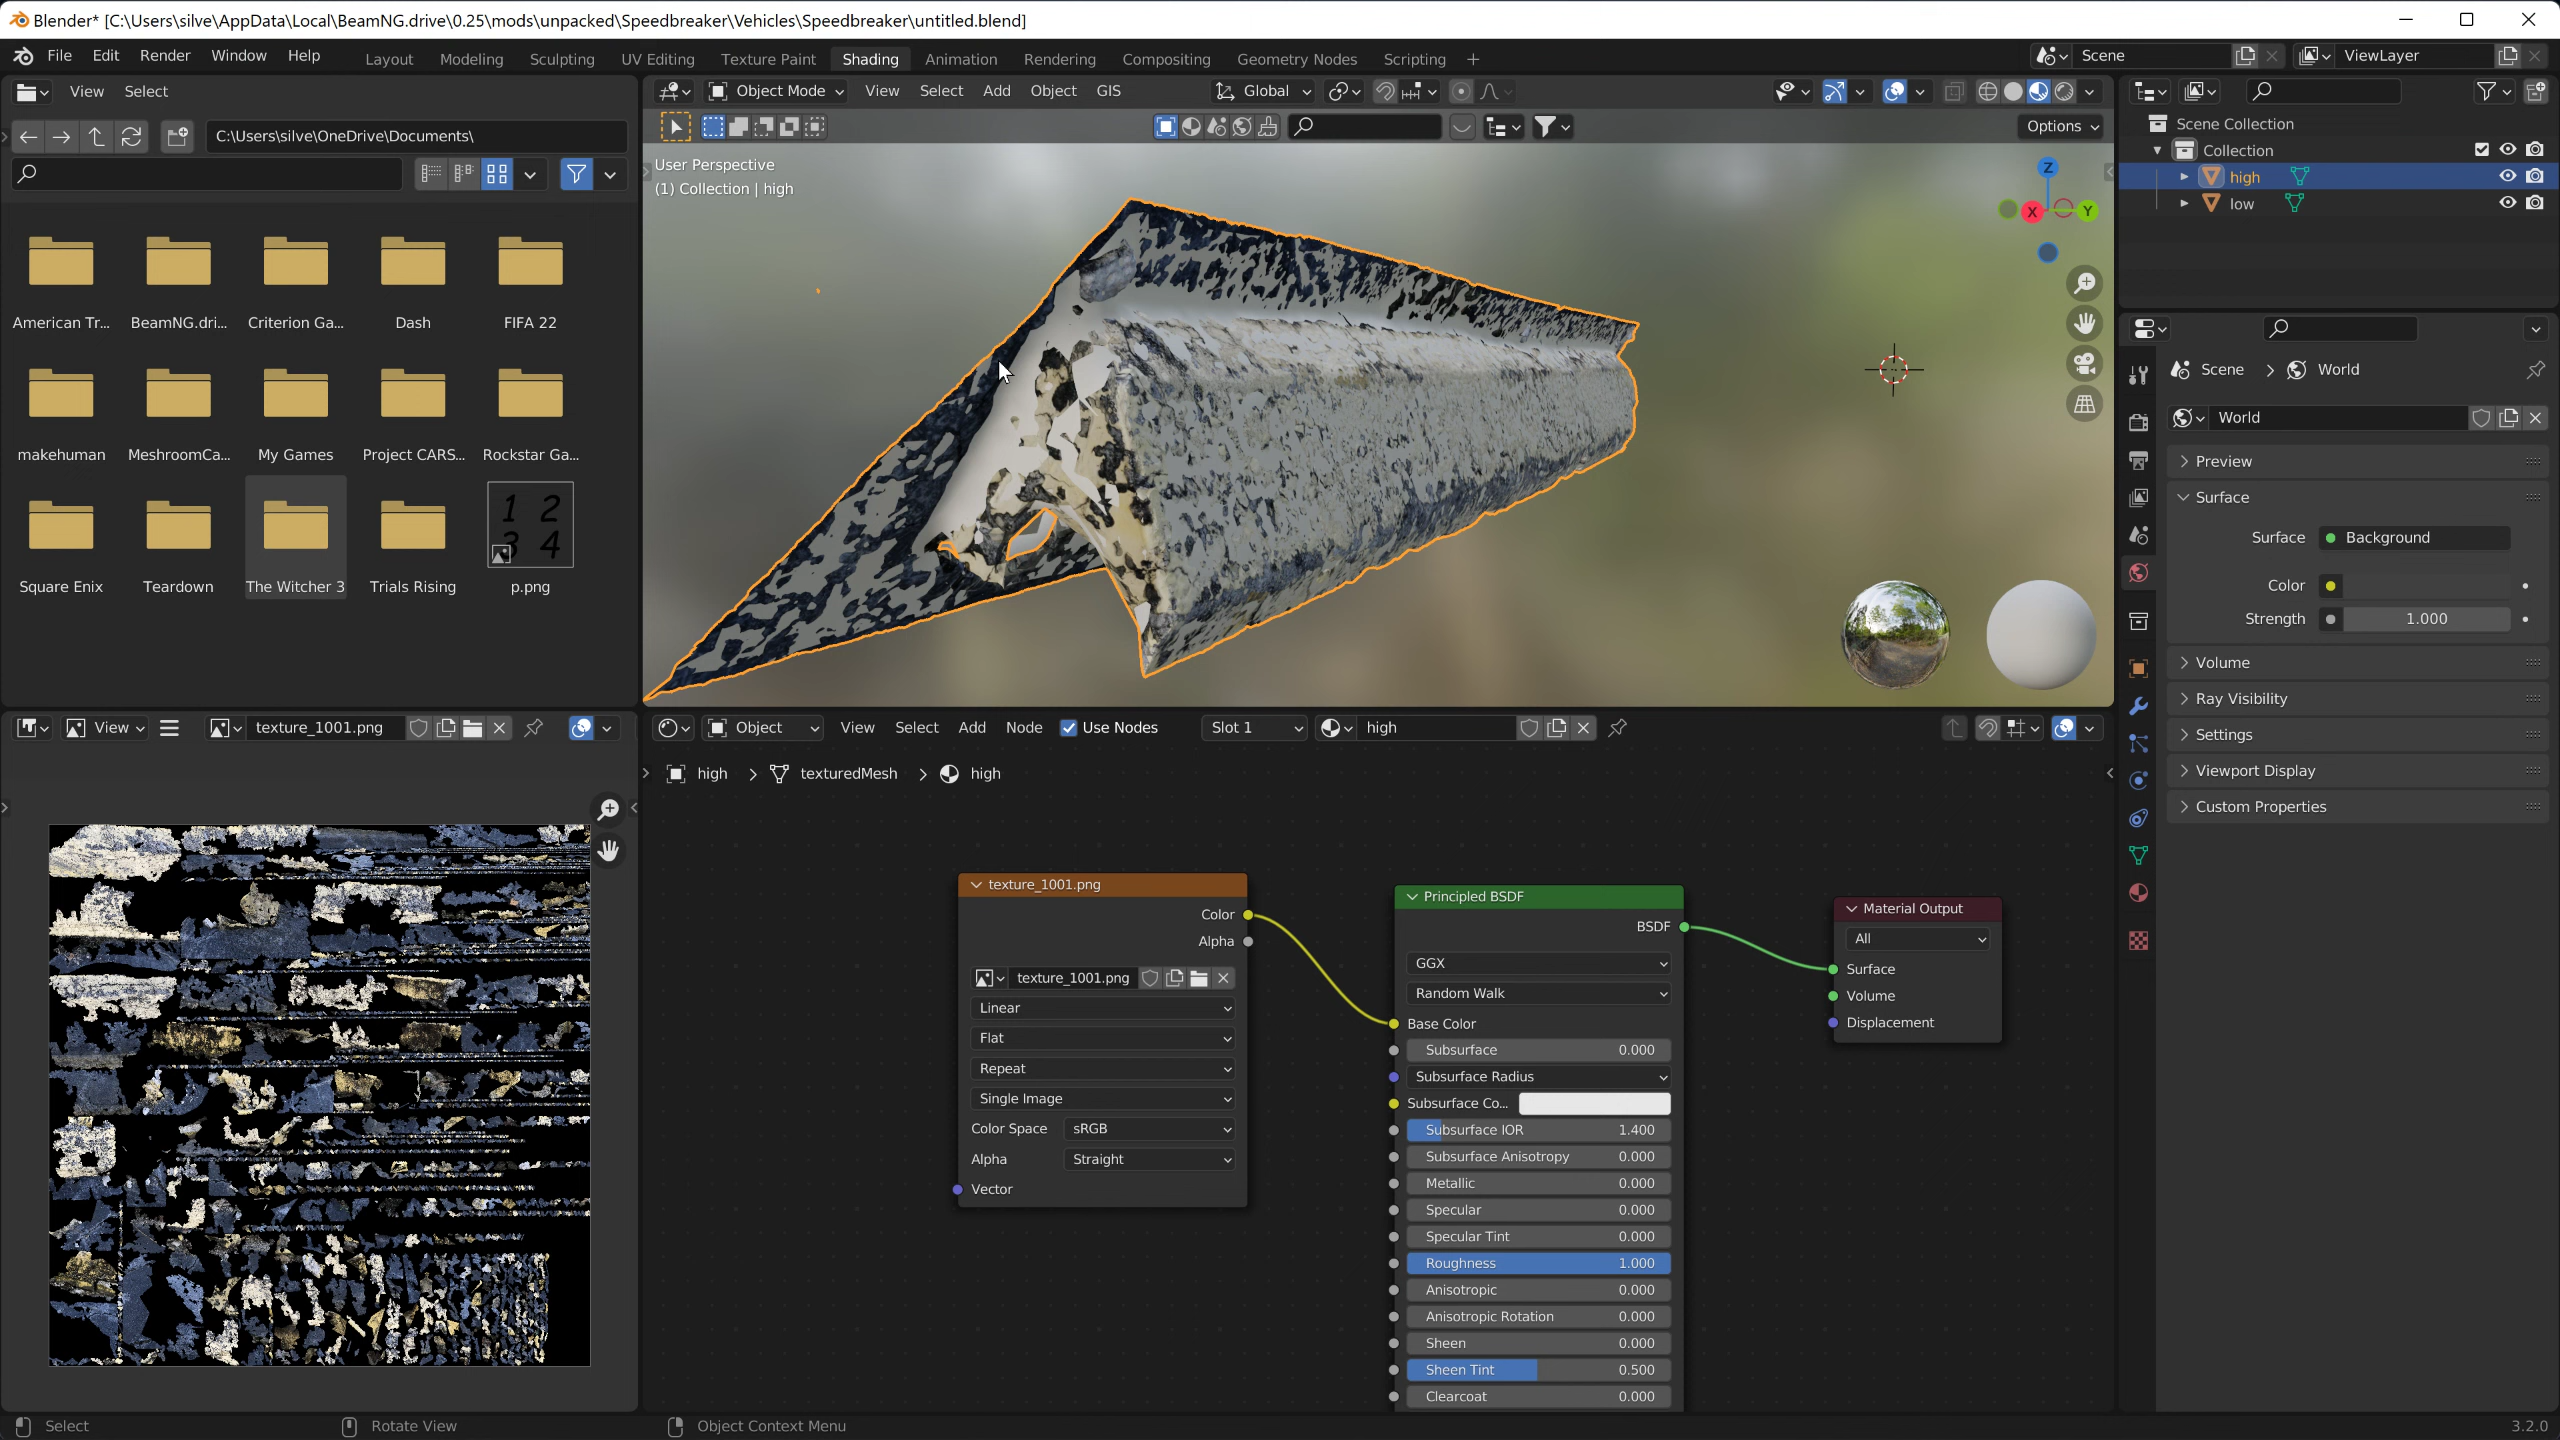 Blender* [C:\Users\silve\AppData\Local\BeamNG.drive\0.25\mods\unpacked\Speedbreaker\Vehicles\Speedbreaker\untitled.blend]
File Edit Render Window Help Layout Modeling Sculpting UV Editing Texture Paint Shading Animation Rendering Compositing Geometry Nodes Scripting + Scene ViewLayer
View Select
Object Mode View Select Add Object GIS Global
C:\Users\silve\OneDrive\Documents\
Options
User Perspective
(1) Collection | high
Z
X
Y
American Tr... BeamNG.dri... Criterion Ga... Dash FIFA 22
makehuman MeshroomCa... My Games Project CARS... Rockstar Ga...
1 2
3 4
Square Enix Teardown The Witcher 3 Trials Rising p.png
Scene Collection
Collection
high
low
Scene > World
World
Preview
Surface
Surface Background
Color
Strength 1.000
Volume
Ray Visibility
Settings
Viewport Display
Custom Properties
View texture_1001.png
Object View Select Add Node Use Nodes Slot 1 high
high > texturedMesh > high
texture_1001.png
Color
Alpha
texture_1001.png
Linear
Flat
Repeat
Single Image
Color Space sRGB
Alpha Straight
Vector
Principled BSDF
BSDF
GGX
Random Walk
Base Color
Subsurface 0.000
Subsurface Radius
Subsurface Co...
Subsurface IOR 1.400
Subsurface Anisotropy 0.000
Metallic 0.000
Specular 0.000
Specular Tint 0.000
Roughness 1.000
Anisotropic 0.000
Anisotropic Rotation 0.000
Sheen 0.000
Sheen Tint 0.500
Clearcoat 0.000
Material Output
All
Surface
Volume
Displacement
Select Rotate View Object Context Menu 3.2.0